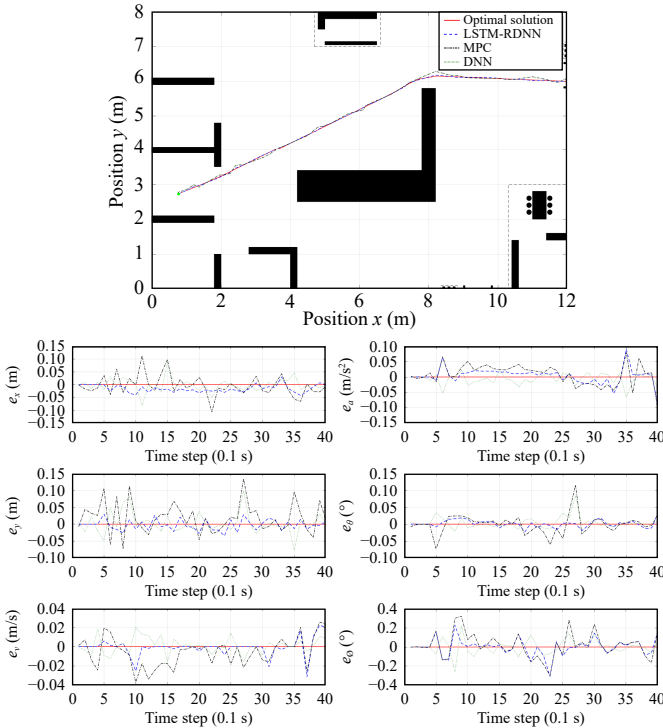 8
7
6
5
4
3
2
1
0
Position y (m)
Optimal solution
LSTM-RDNN
MPC
DNN
0 2 4 6 8 10 12
Position x (m)
0.15
0.10
0.05
0
−0.05
−0.10
−0.15
e_x (m)
0 5 10 15 20 25 30 35 40
Time step (0.1 s)
0.10
0.05
0
−0.05
−0.10
−0.15
e_a (m/s²)
0 5 10 15 20 25 30 35 40
Time step (0.1 s)
0.15
0.10
0.05
0
−0.05
−0.10
e_y (m)
0 5 10 15 20 25 30 35 40
Time step (0.1 s)
0.15
0.10
0.05
0
−0.05
−0.10
e_θ (°)
0 5 10 15 20 25 30 35 40
Time step (0.1 s)
0.04
0.02
0
−0.02
0.04
e_v (m/s)
0 5 10 15 20 25 30 35 40
Time step (0.1 s)
0.4
0.2
0
−0.2
−0.4
e_Φ (°)
0 5 10 15 20 25 30 35 40
Time step (0.1 s)